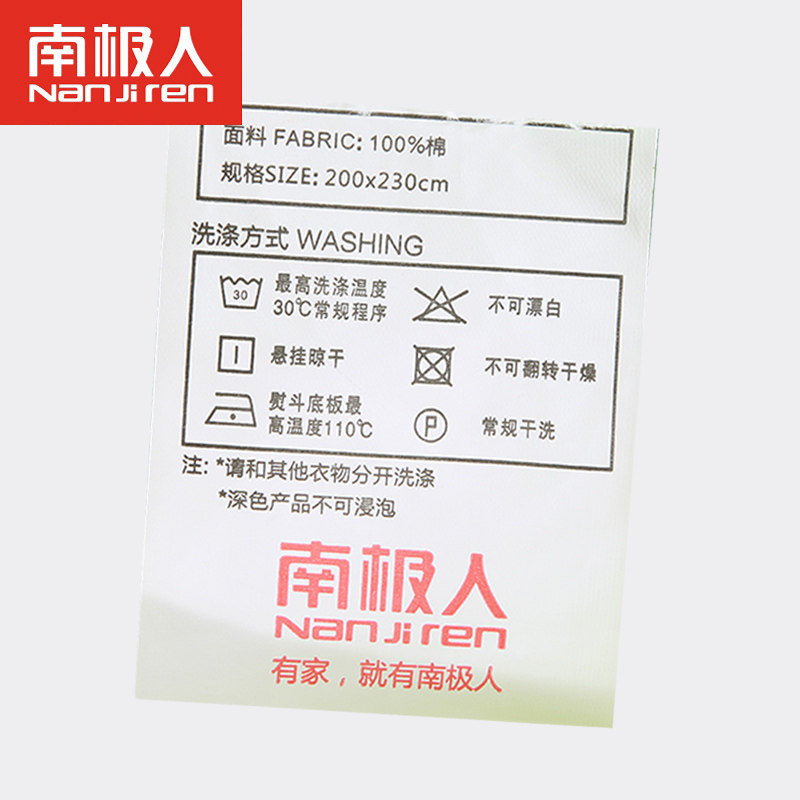 南极人
NanJiren
面料 FABRIC: 100%棉
规格SIZE: 200x230cm
洗涤方式 WASHING
30
最高洗涤温度
30℃常规程序
不可漂白
悬挂晾干
不可翻转干燥
熨斗底板最
高温度110℃
P
常规干洗
注: *请和其他衣物分开洗涤
*深色产品不可浸泡
南极人
NanJiren
有家，就有南极人